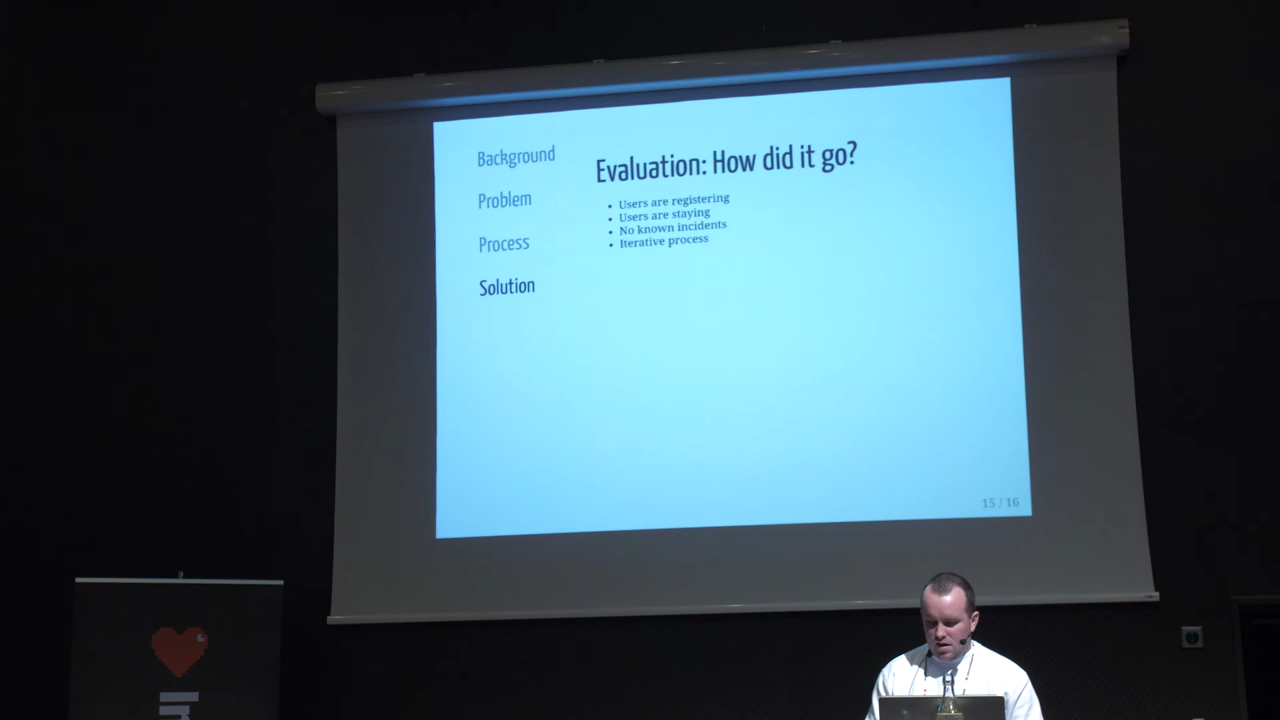 Background
Problem
Process
Solution
Evaluation: How did it go?
• Users are registering
• Users are staying
• No known incidents
• Iterative process
15 / 16